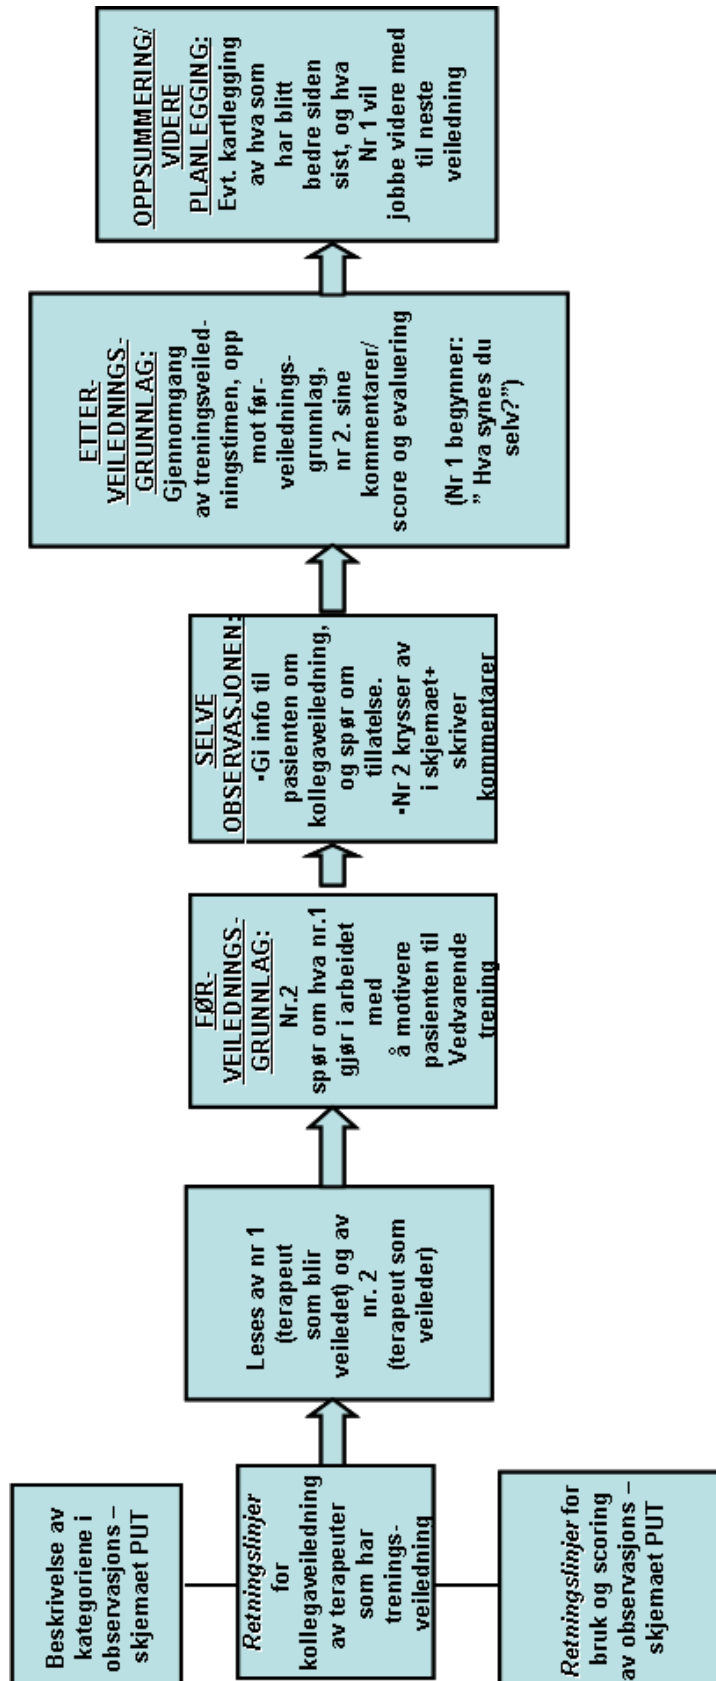 Beskrivelse av
kategoriene i
observasjons –
skjemaet PUT
Retningslinjer
for
kollegaveiledning
av terapeuter
som har
trenings-
veiledning
Retningslinjer for
bruk og scoring
av observasjons –
skjemaet PUT
Leses av nr 1
(terapeut
som blir
veiledet) og av
nr. 2
(terapeut som
veileder)
FØR-
VEILEDNINGS-
GRUNNLAG:
Nr.2
spør om hva nr.1
gjør i arbeidet
med
å motivere
pasienten til
Vedvarende
trening
SELVE
OBSERVASJONEN:
•Gi info til
pasienten om
kollegaveiledning,
og spør om
tillatelse.
•Nr 2 krysser av
i skjemaet+
skriver
kommentarer
ETTER-
VEILEDNINGS-
GRUNNLAG:
Gjennomgang
av treningsveiled-
ningstimen, opp
mot før-
veilednings-
grunnlag,
nr 2. sine
kommentarer/
score og evaluering
(Nr 1 begynner:
” Hva synes du
selv?”)
OPPSUMMERING/
VIDERE
PLANLEGGING:
Evt. kartlegging
av hva som
har blitt
bedre siden
sist, og hva
Nr 1 vil
jobbe videre med
til neste
veiledning